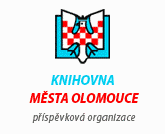 KNIHOVNA
MĚSTA OLOMOUCE
příspěvková organizace